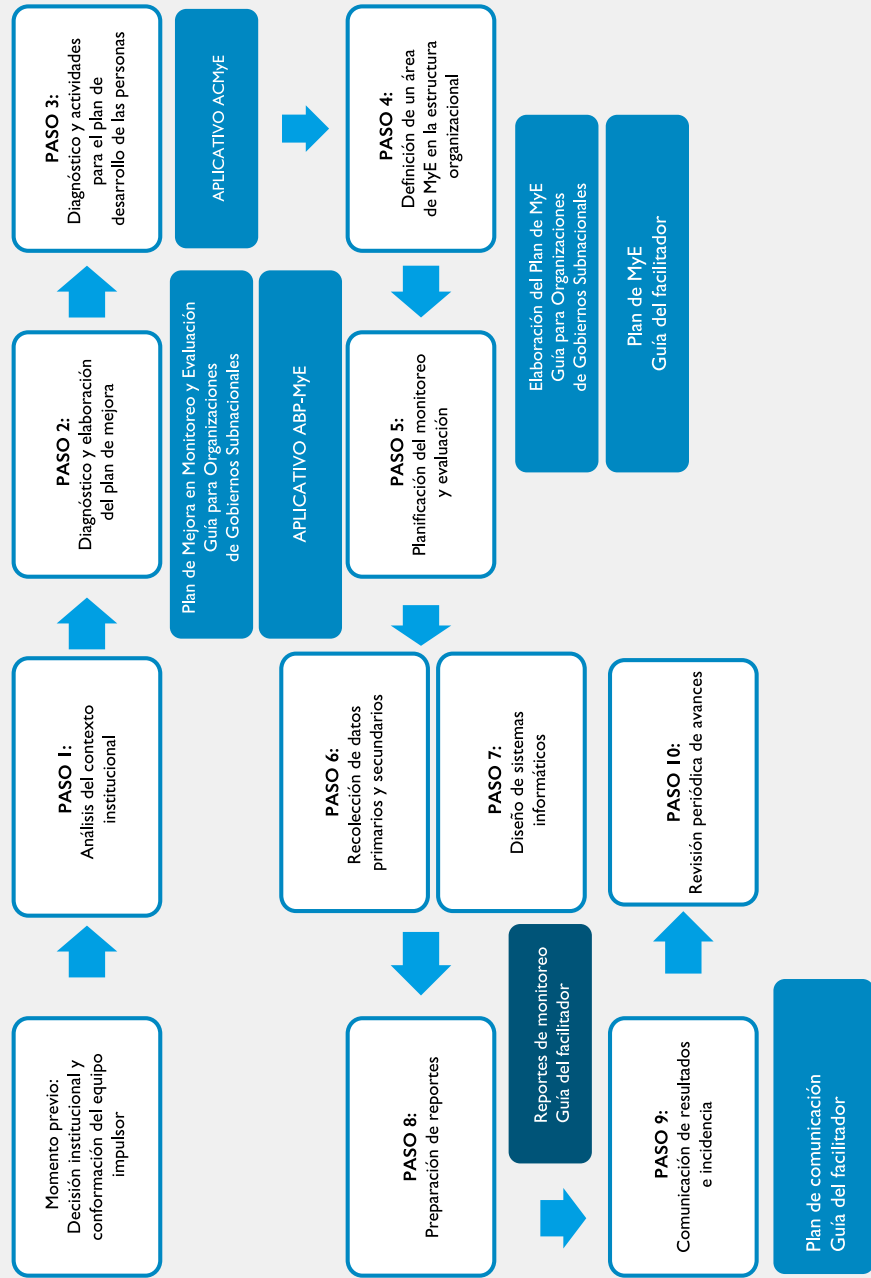 Momento previo:
Decisión institucional y
conformación del equipo
impulsor
PASO 1:
Análisis del contexto
institucional
PASO 2:
Diagnóstico y elaboración
del plan de mejora
Plan de Mejora en Monitoreo y Evaluación
Guía para Organizaciones
de Gobiernos Subnacionales
APLICATIVO ABP-MyE
PASO 3:
Diagnóstico y actividades
para el plan de
desarrollo de las personas
APLICATIVO ACMyE
PASO 4:
Definición de un área
de MyE en la estructura
organizacional
PASO 5:
Planificación del monitoreo
y evaluación
Elaboración del Plan de MyE
Guía para Organizaciones
de Gobiernos Subnacionales
Plan de MyE
Guía del facilitador
PASO 6:
Recolección de datos
primarios y secundarios
PASO 7:
Diseño de sistemas
informáticos
PASO 8:
Preparación de reportes
Reportes de monitoreo
Guía del facilitador
PASO 9:
Comunicación de resultados
e incidencia
Plan de comunicación
Guía del facilitador
PASO 10:
Revisión periódica de avances